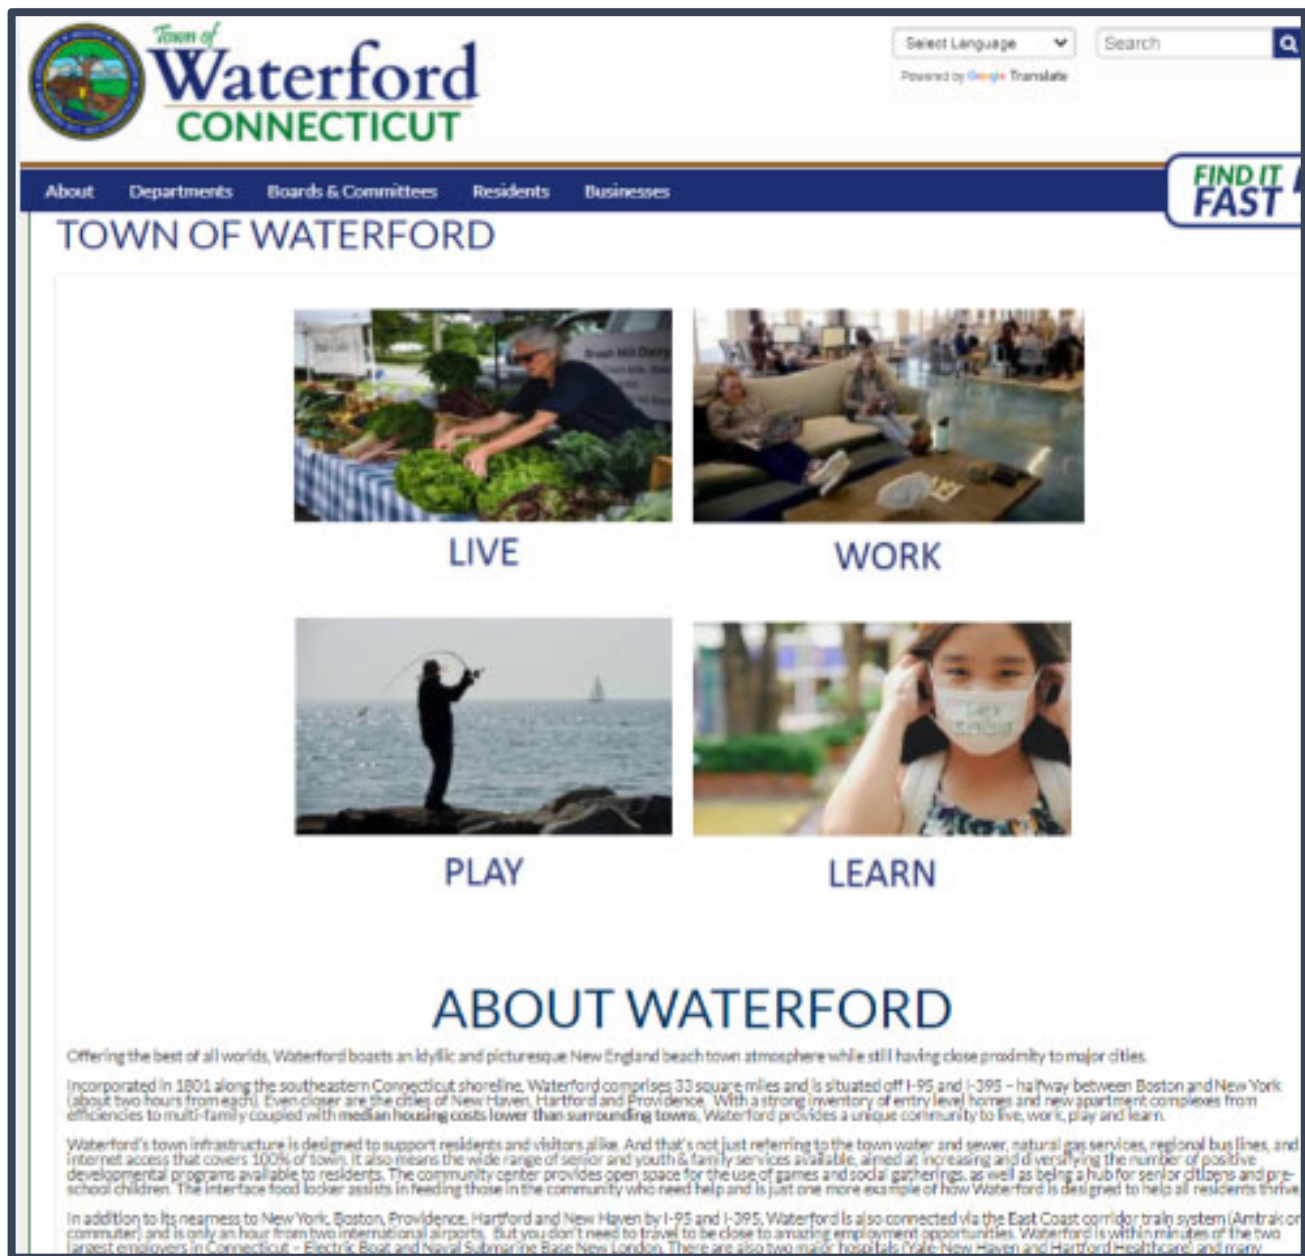 Town of
Waterford
CONNECTICUT
Select Language
Search
Powered by Google Translate
About Departments Boards & Committees Residents Businesses
FIND IT
FAST
TOWN OF WATERFORD
Brush Hill Dairy
LIVE
WORK
PLAY
LEARN
ABOUT WATERFORD
Offering the best of all worlds, Waterford boasts an idyllic and picturesque New England beach town atmosphere while still having close proximity to major cities.
Incorporated in 1801 along the southeastern Connecticut shoreline, Waterford comprises 33 square miles and is situated off I-95 and I-395 – halfway between Boston and New York
(about two hours from each). Even closer are the cities of New Haven, Hartford and Providence. With a strong inventory of entry level homes and new apartment complexes from
efficiencies to multi-family coupled with median housing costs lower than surrounding towns, Waterford provides a unique community to live, work, play and learn.
Waterford's town infrastructure is designed to support residents and visitors alike. And that's not just referring to the town water and sewer, natural gas services, regional bus lines, and
internet access that covers 100% of town. It also means the wide range of senior and youth & family services available, aimed at increasing and diversifying the number of positive
developmental programs available to residents. The community center provides open space for the use of games and social gatherings, as well as being a hub for senior citizens and pre-
school children. The interface food locker assists in feeding those in the community who need help and is just one more example of how Waterford is designed to help all residents thrive.
In addition to its nearness to New York, Boston, Providence, Hartford and New Haven by I-95 and I-395, Waterford is also connected via the East Coast corridor train system (Amtrak or
commuter) and is only an hour from two international airports. But you don't need to travel to be close to amazing employment opportunities. Waterford is within minutes of the two
largest employers in Connecticut – Electric Boat and Naval Submarine Base New London. There are also two major hospitals (Yale-New Haven and Hartford Healthcare) and many